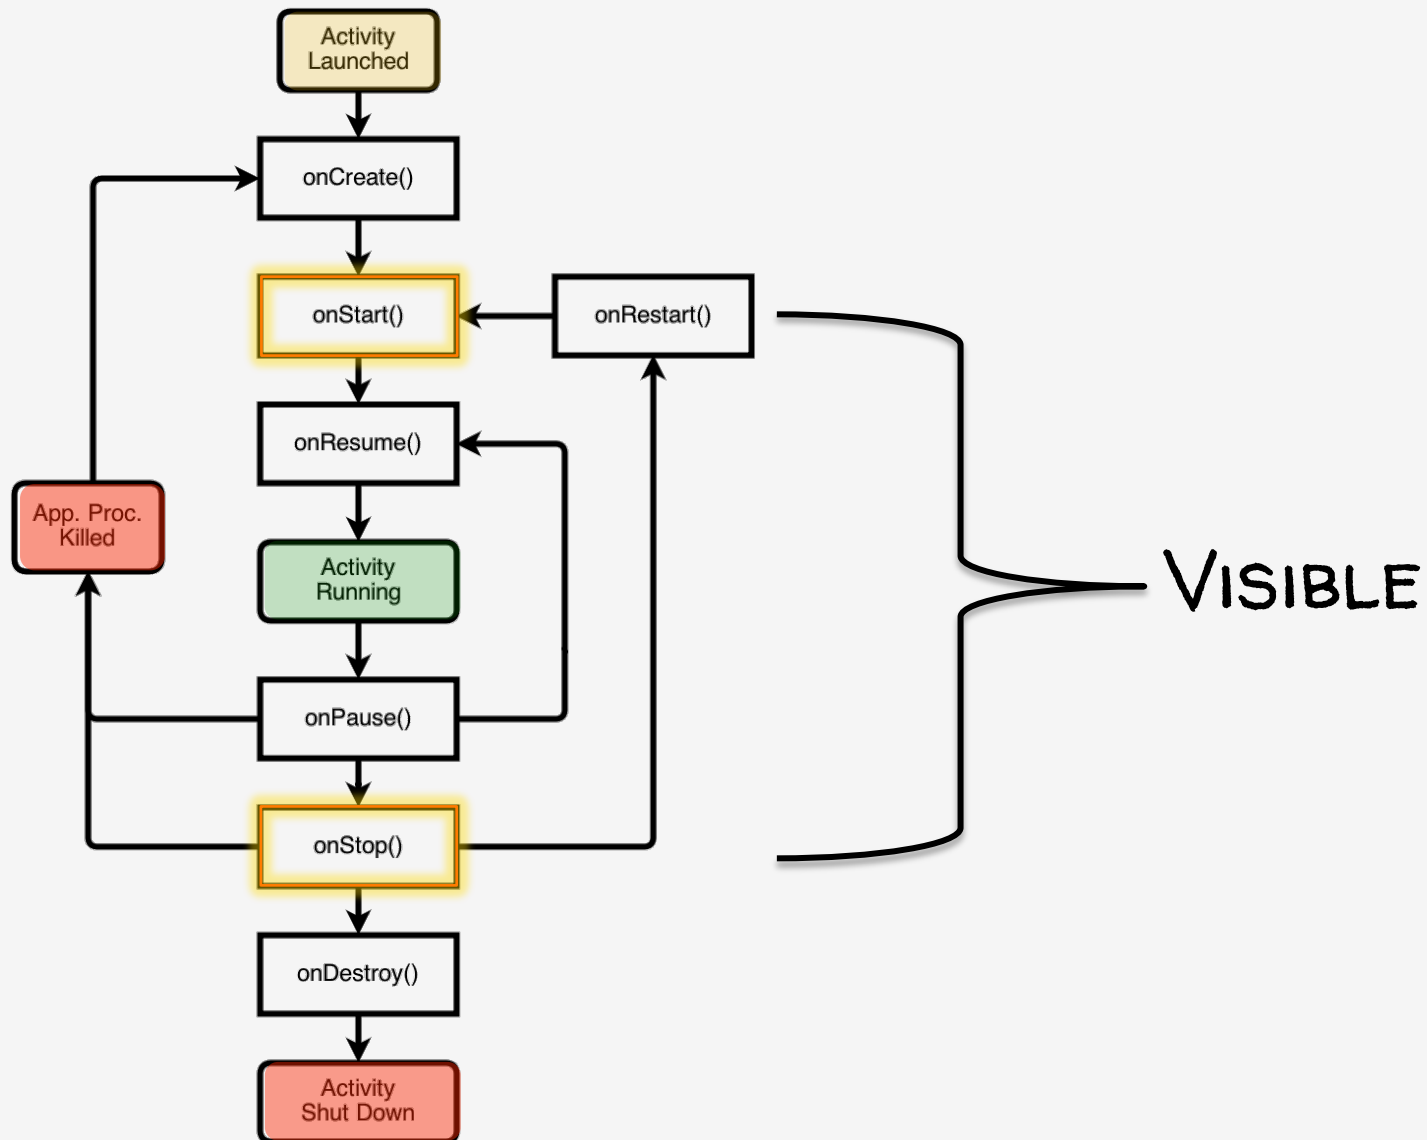 Activity
Launched
onCreate()
onStart()
onRestart()
onResume()
App. Proc.
Killed
Activity
Running
VISIBLE
onPause()
onStop()
onDestroy()
Activity
Shut Down